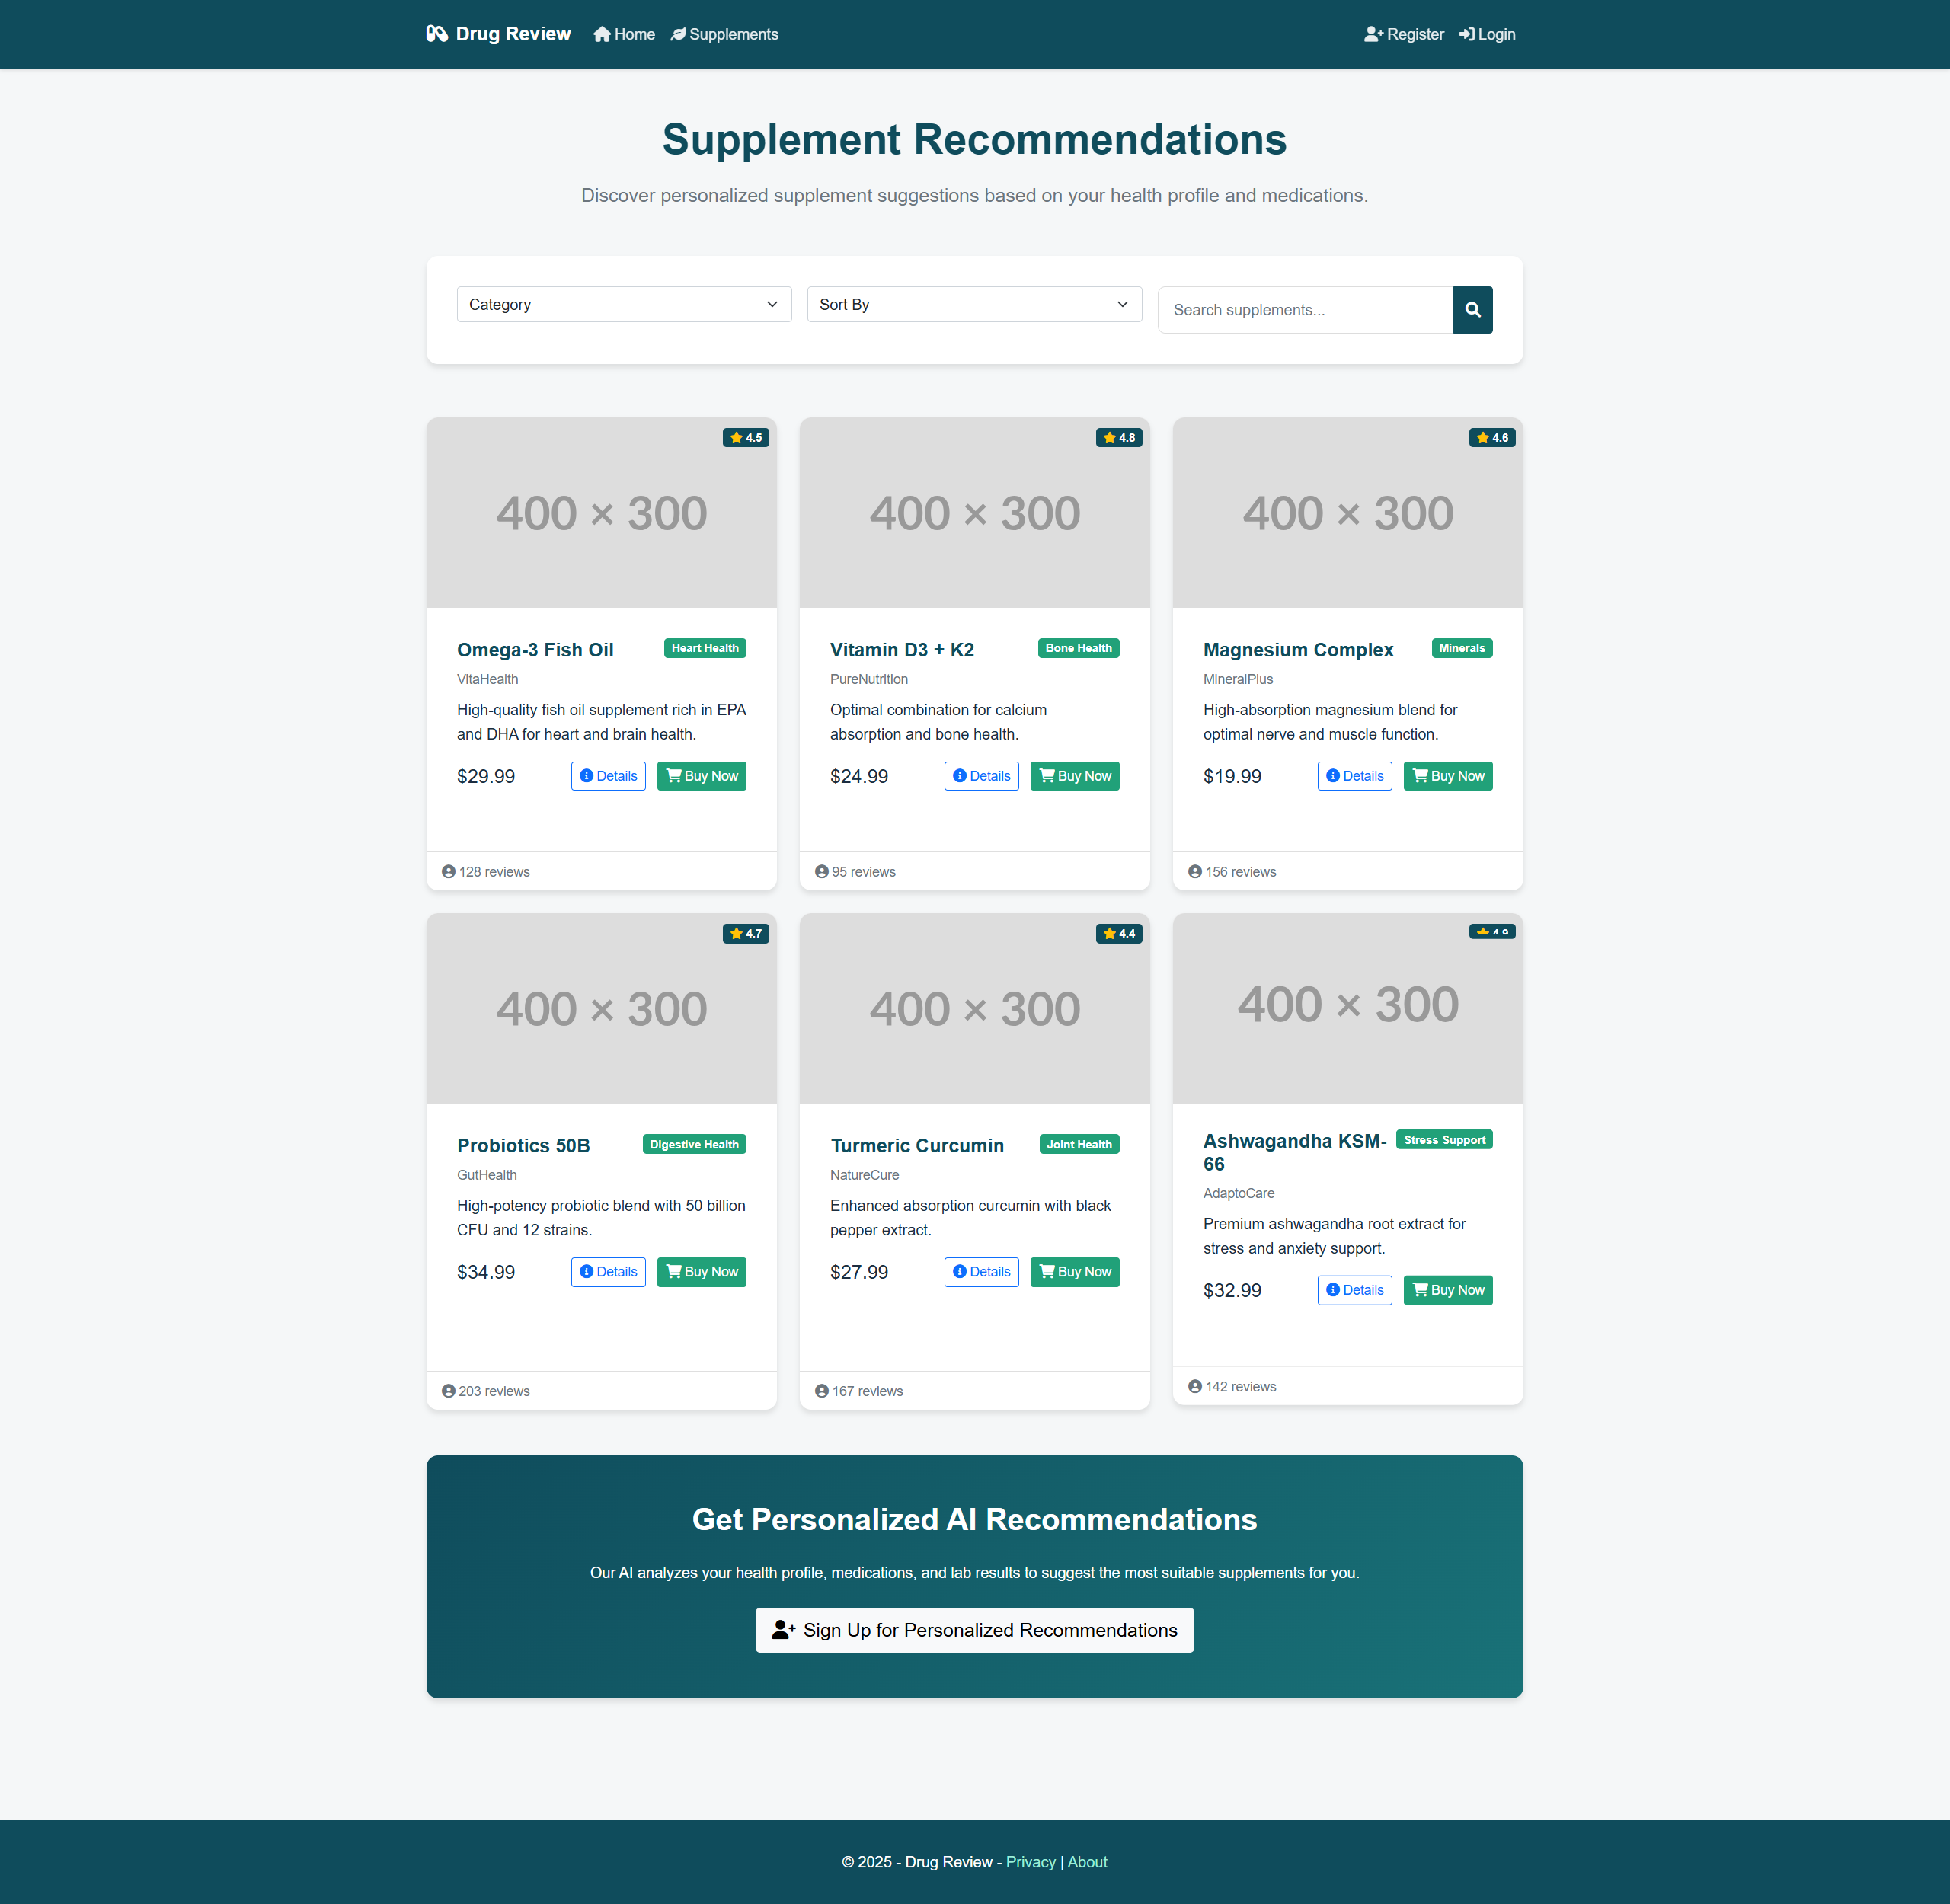 Drug Review Home Supplements Register Login
Supplement Recommendations
Discover personalized supplement suggestions based on your health profile and medications.
Category Sort By Search supplements...
4.5 4.8 4.6
400 × 300 400 × 300 400 × 300
Omega-3 Fish Oil Heart Health
VitaHealth
High-quality fish oil supplement rich in EPA
and DHA for heart and brain health.
$29.99 Details Buy Now
128 reviews
Vitamin D3 + K2 Bone Health
PureNutrition
Optimal combination for calcium
absorption and bone health.
$24.99 Details Buy Now
95 reviews
Magnesium Complex Minerals
MineralPlus
High-absorption magnesium blend for
optimal nerve and muscle function.
$19.99 Details Buy Now
156 reviews
4.7 4.4
400 × 300 400 × 300 400 × 300
Probiotics 50B Digestive Health
GutHealth
High-potency probiotic blend with 50 billion
CFU and 12 strains.
$34.99 Details Buy Now
203 reviews
Turmeric Curcumin Joint Health
NatureCure
Enhanced absorption curcumin with black
pepper extract.
$27.99 Details Buy Now
167 reviews
Ashwagandha KSM- Stress Support
66
AdaptoCare
Premium ashwagandha root extract for
stress and anxiety support.
$32.99 Details Buy Now
142 reviews
Get Personalized AI Recommendations
Our AI analyzes your health profile, medications, and lab results to suggest the most suitable supplements for you.
Sign Up for Personalized Recommendations
© 2025 - Drug Review - Privacy | About